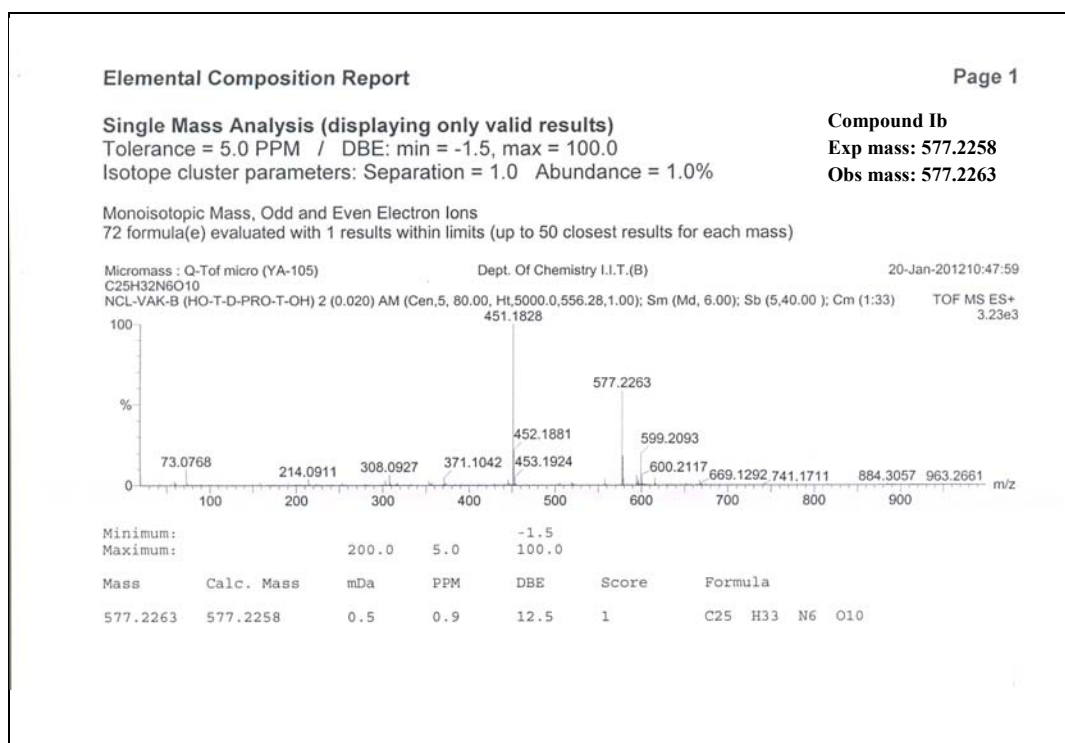 Elemental Composition Report
Page 1
Single Mass Analysis (displaying only valid results)
Tolerance = 5.0 PPM / DBE: min = -1.5, max = 100.0
Isotope cluster parameters: Separation = 1.0 Abundance = 1.0%
Compound Ib
Exp mass: 577.2258
Obs mass: 577.2263
Monoisotopic Mass, Odd and Even Electron Ions
72 formula(e) evaluated with 1 results within limits (up to 50 closest results for each mass)
Micromass : Q-Tof micro (YA-105)
Dept. Of Chemistry I.I.T.(B)
20-Jan-201210:47:59
C25H32N6O10
NCL-VAK-B (HO-T-D-PRO-T-OH) 2 (0.020) AM (Cen,5, 80.00, Ht,5000.0,556.28,1.00); Sm (Md, 6.00); Sb (5,40.00 ); Cm (1:33)
TOF MS ES+
3.23e3
451.1828
100
577.2263
%
452.1881
599.2093
73.0768
214.0911
308.0927
371.1042
453.1924
600.2117
669.1292
741.1711
884.3057
963.2661
0
m/z
100 200 300 400 500 600 700 800 900
Minimum: -1.5
Maximum: 200.0 5.0 100.0
Mass Calc. Mass mDa PPM DBE Score Formula
577.2263 577.2258 0.5 0.9 12.5 1 C25 H33 N6 O10